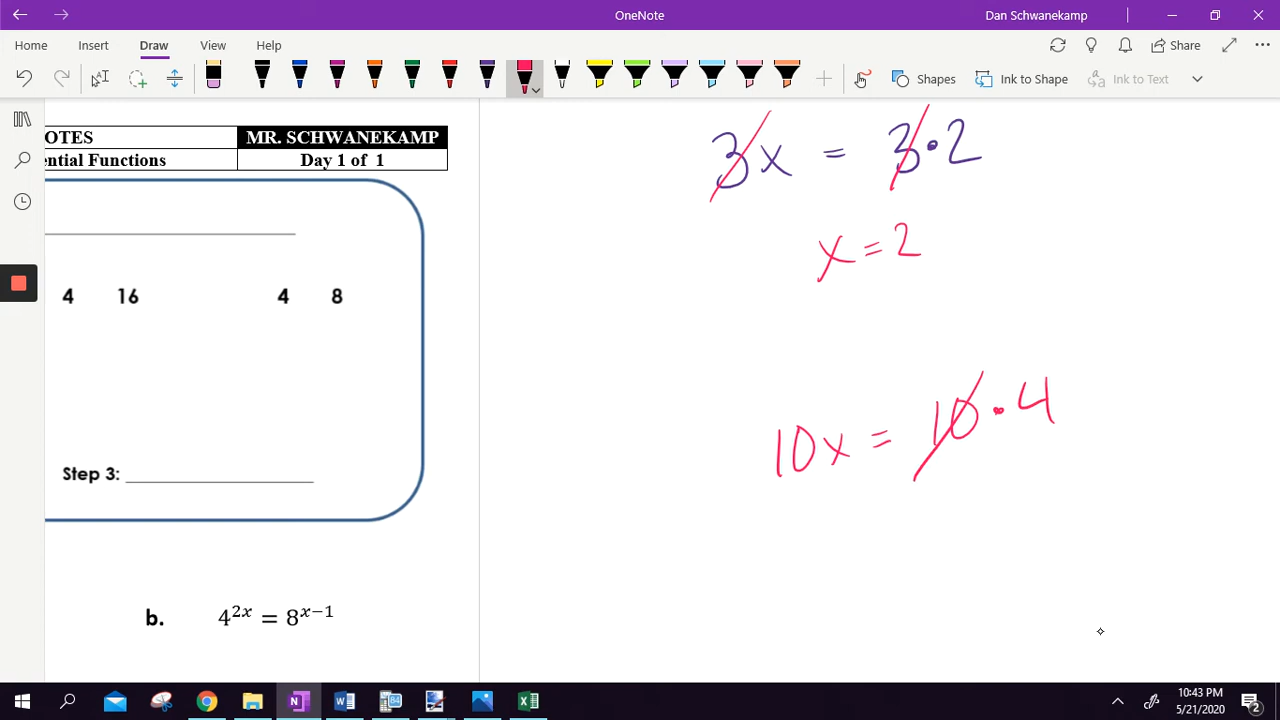 OneNote
Dan Schwanekamp
Home Insert Draw View Help
Share
Shapes
Ink to Shape
Ink to Text
OTES
MR. SCHWANEKAMP
ential Functions
Day 1 of 1
4 16 4 8
Step 3:
b. 4^{2x} = 8^{x−1}
3x = 3·2
x = 2
10x = 10·4
10:43 PM
5/21/2020
2